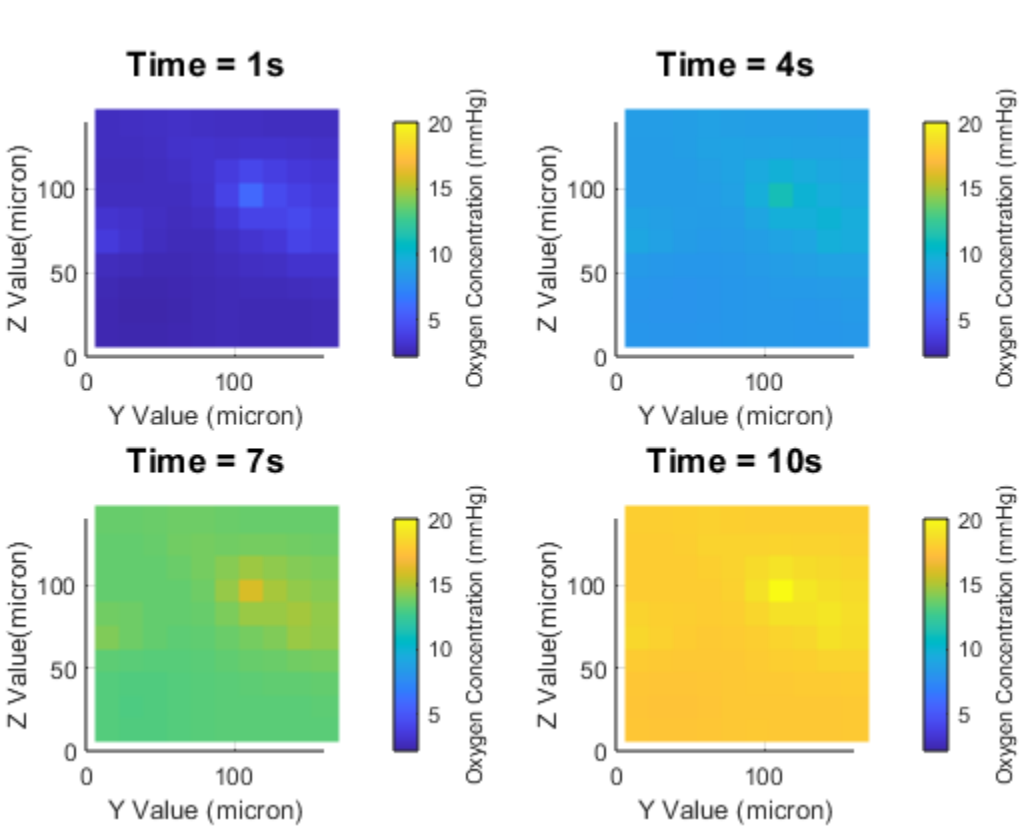 Time = 1s
20
15
10
5
Oxygen Concentration (mmHg)
Z Value(micron)
100
50
0
0
100
Y Value (micron)
Time = 4s
20
15
10
5
Oxygen Concentration (mmHg)
Z Value(micron)
100
50
0
0
100
Y Value (micron)
Time = 7s
20
15
10
5
Oxygen Concentration (mmHg)
Z Value(micron)
100
50
0
0
100
Y Value (micron)
Time = 10s
20
15
10
5
Oxygen Concentration (mmHg)
Z Value(micron)
100
50
0
0
100
Y Value (micron)